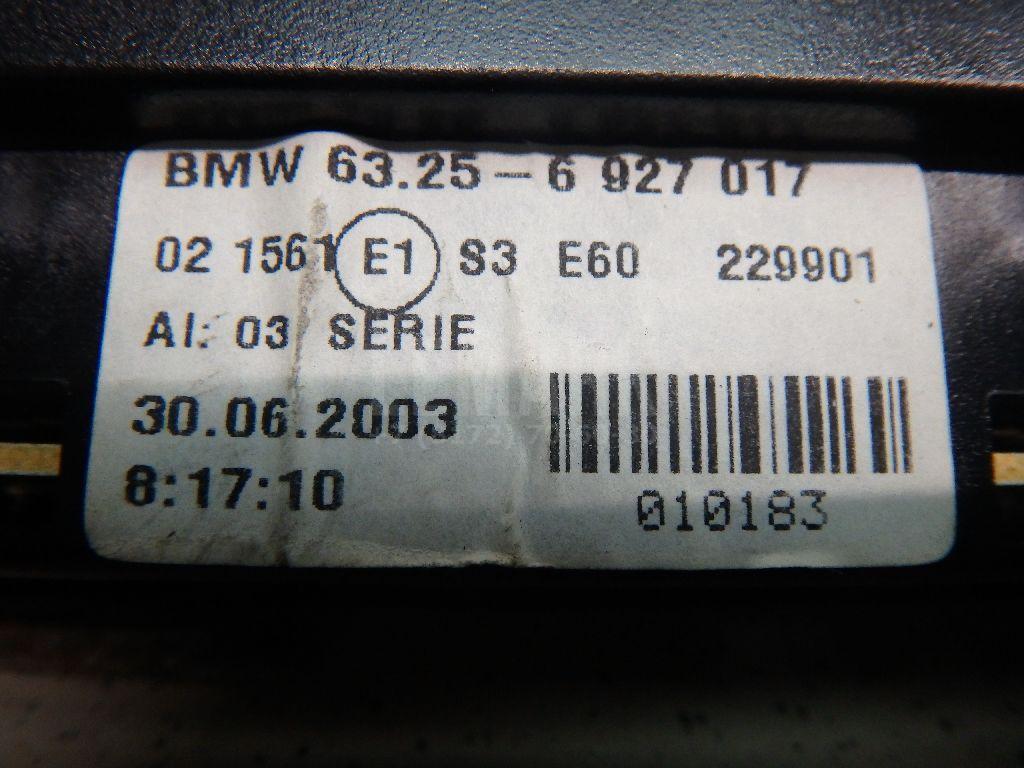 BMW 63.25-6 927 017
02 1561 E1 S3 E60 229901
AI: 03 SERIE
30.06.2003
8:17:10
010183